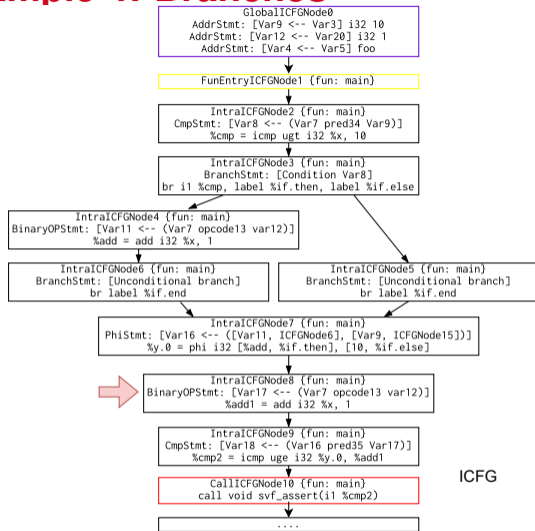 GlobalICFGNode0
AddrStmt: [Var9 <-- Var3] i32 10
AddrStmt: [Var12 <-- Var20] i32 1
AddrStmt: [Var4 <-- Var5] foo
FunEntryICFGNode1 {fun: main}
IntraICFGNode2 {fun: main}
CmpStmt: [Var8 <-- (Var7 pred34 Var9)]
%cmp = icmp ugt i32 %x, 10
IntraICFGNode3 {fun: main}
BranchStmt: [Condition Var8]
br i1 %cmp, label %if.then, label %if.else
IntraICFGNode4 {fun: main}
BinaryOPStmt: [Var11 <-- (Var7 opcode13 var12)]
%add = add i32 %x, 1
IntraICFGNode6 {fun: main}
BranchStmt: [Unconditional branch]
br label %if.end
IntraICFGNode5 {fun: main}
BranchStmt: [Unconditional branch]
br label %if.end
IntraICFGNode7 {fun: main}
PhiStmt: [Var16 <-- ([Var11, ICFGNode6], [Var9, ICFGNode15])]
%y.0 = phi i32 [%add, %if.then], [10, %if.else]
IntraICFGNode8 {fun: main}
BinaryOPStmt: [Var17 <-- (Var7 opcode13 var12)]
%add1 = add i32 %x, 1
IntraICFGNode9 {fun: main}
CmpStmt: [Var18 <-- (Var16 pred35 Var17)]
%cmp2 = icmp uge i32 %y.0, %add1
ICFG
CallICFGNode10 {fun: main}
call void svf_assert(i1 %cmp2)
....